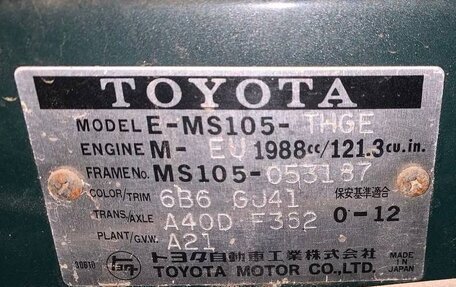 TOYOTA
MODEL E-MS105-THGE
ENGINE M-EU 1988cc/121.3cu.in.
FRAME No. MS105-053187
COLOR/TRIM 6B6 GJ41 保安基準適合
TRANS./AXLE A40D F352 0-12
PLANT/G.V.W. A21
トヨタ自動車工業株式会社 MADE IN JAPAN
TOYOTA MOTOR CO., LTD.